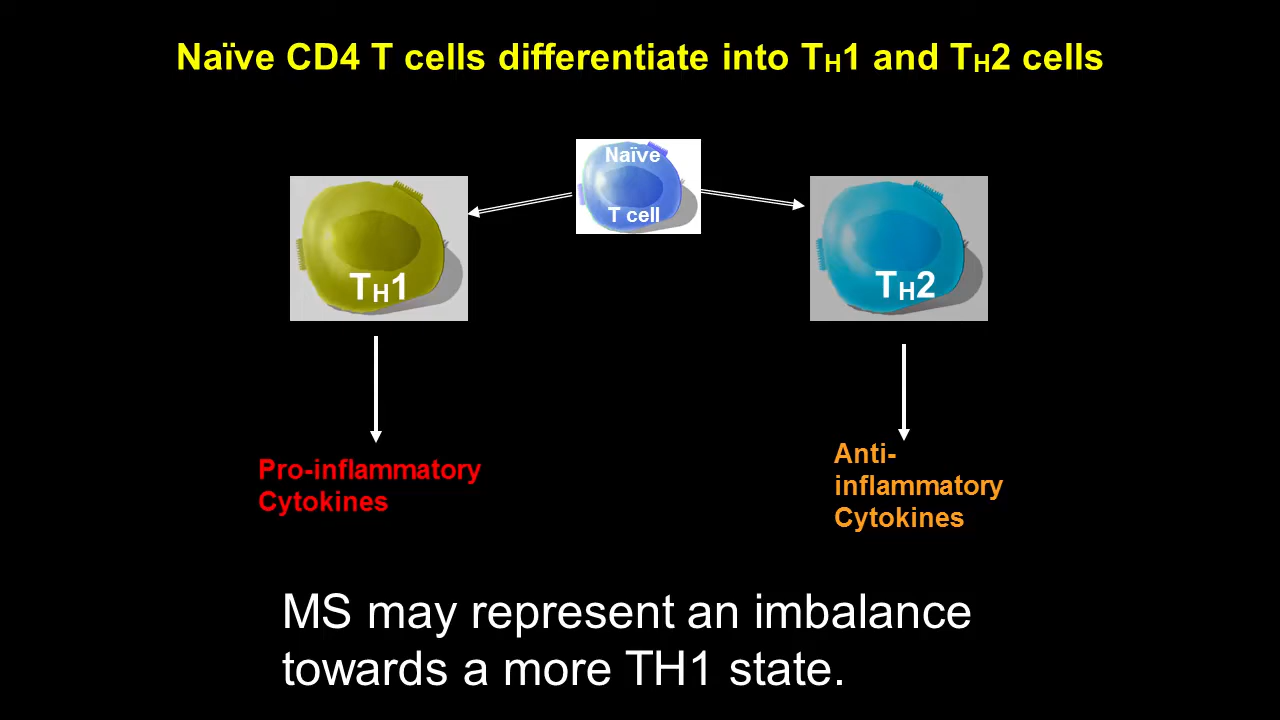 Naïve CD4 T cells differentiate into TH1 and TH2 cells
Naïve
T cell
TH1
TH2
Pro-inflammatory
Cytokines
Anti-
inflammatory
Cytokines
MS may represent an imbalance
towards a more TH1 state.